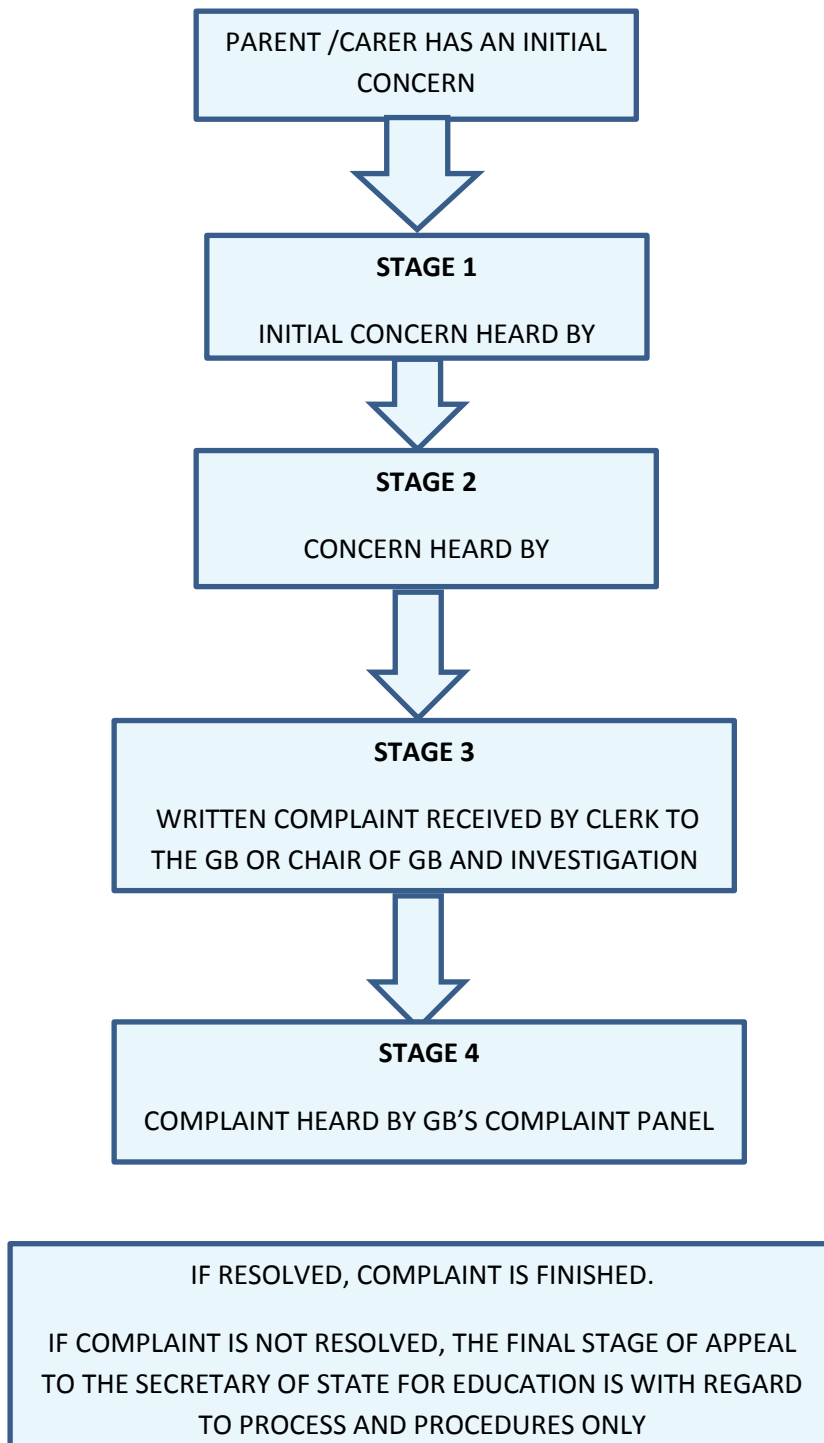 PARENT /CARER HAS AN INITIAL
CONCERN
STAGE 1
INITIAL CONCERN HEARD BY
STAGE 2
CONCERN HEARD BY
STAGE 3
WRITTEN COMPLAINT RECEIVED BY CLERK TO
THE GB OR CHAIR OF GB AND INVESTIGATION
STAGE 4
COMPLAINT HEARD BY GB’S COMPLAINT PANEL
IF RESOLVED, COMPLAINT IS FINISHED.
IF COMPLAINT IS NOT RESOLVED, THE FINAL STAGE OF APPEAL
TO THE SECRETARY OF STATE FOR EDUCATION IS WITH REGARD
TO PROCESS AND PROCEDURES ONLY